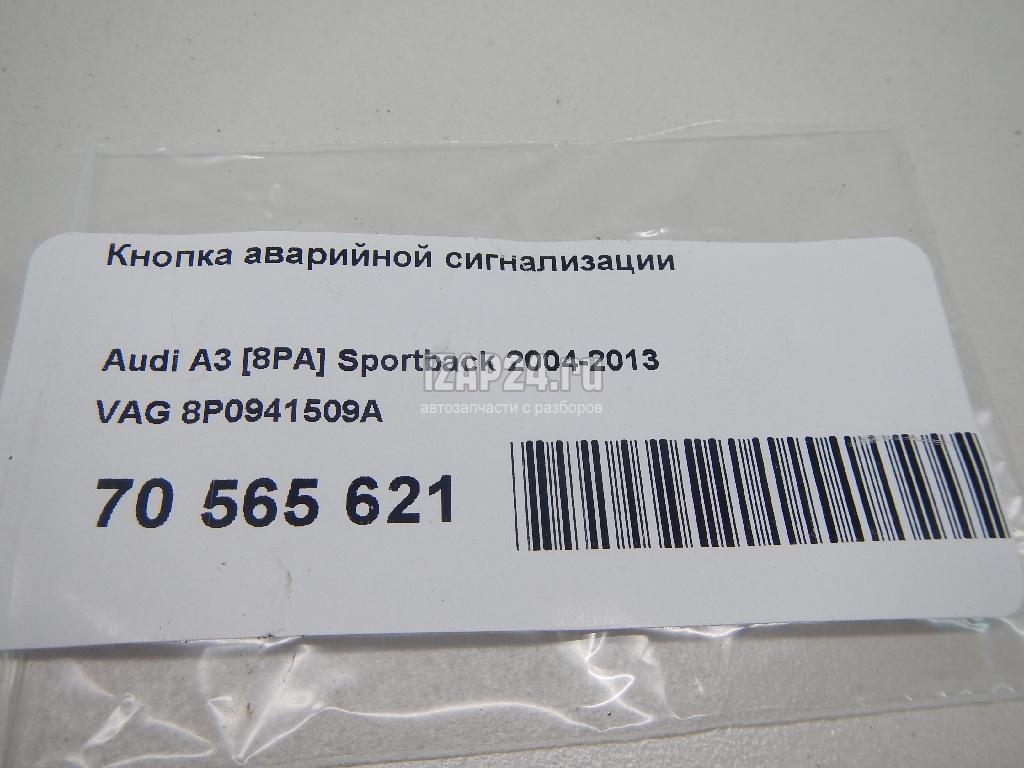 Кнопка аварийной сигнализации
Audi A3 [8PA] Sportback 2004-2013
IZAP24.ru
VAG 8P0941509A
автозапчасти с разборов
70 565 621